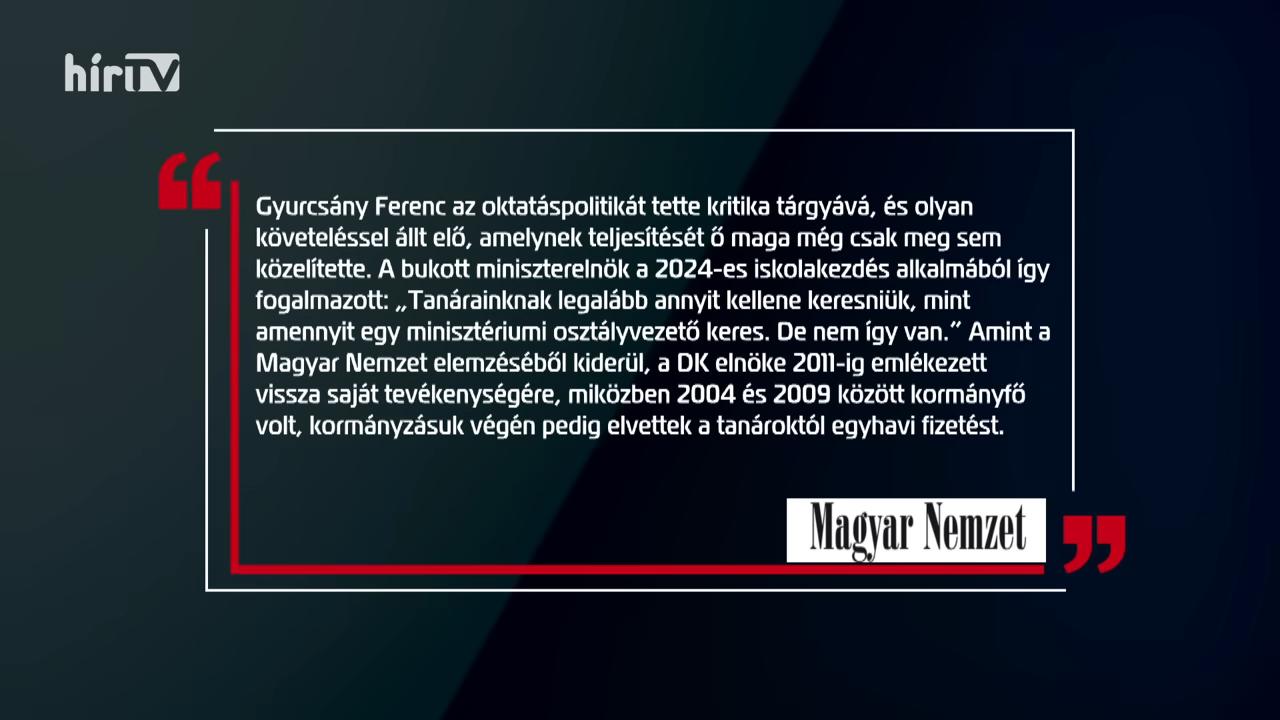 hírTV
Gyurcsány Ferenc az oktatáspolitikát tette kritika tárgyává, és olyan
követeléssel állt elő, amelynek teljesítését ő maga még csak meg sem
közelítette. A bukott miniszterelnök a 2024-es iskolakezdés alkalmából így
fogalmazott: „Tanárainknak legalább annyit kellene keresniük, mint
amennyit egy minisztériumi osztályvezető keres. De nem így van.” Amint a
Magyar Nemzet elemzéséből kiderül, a DK elnöke 2011-ig emlékezett
vissza saját tevékenységére, miközben 2004 és 2009 között kormányfő
volt, kormányzásuk végén pedig elvettek a tanároktól egyhavi fizetést.
Magyar Nemzet